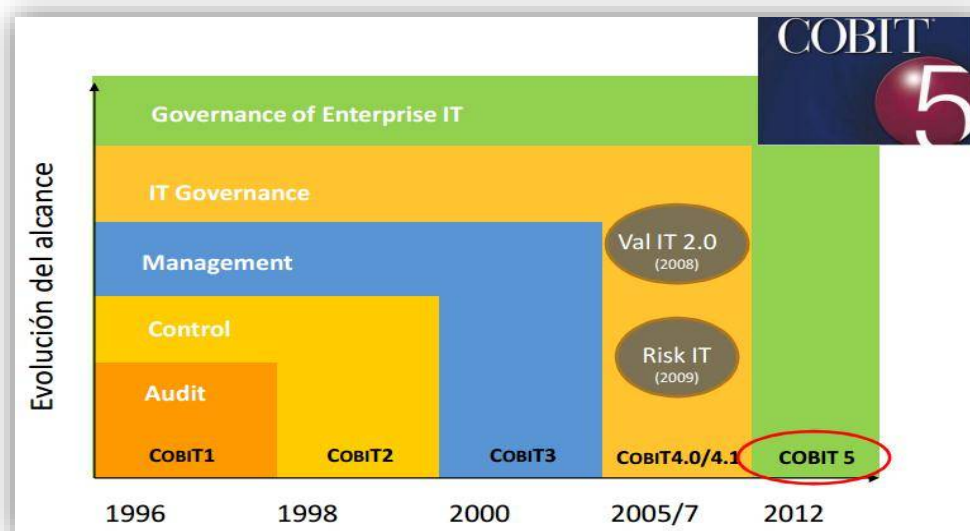 COBIT
5
Governance of Enterprise IT
IT Governance
Val IT 2.0
(2008)
Management
Control
Risk IT
(2009)
Audit
COBIT1
COBIT2
COBIT3
COBIT4.0/4.1
COBIT 5
1996
1998
2000
2005/7
2012
Evolución del alcance